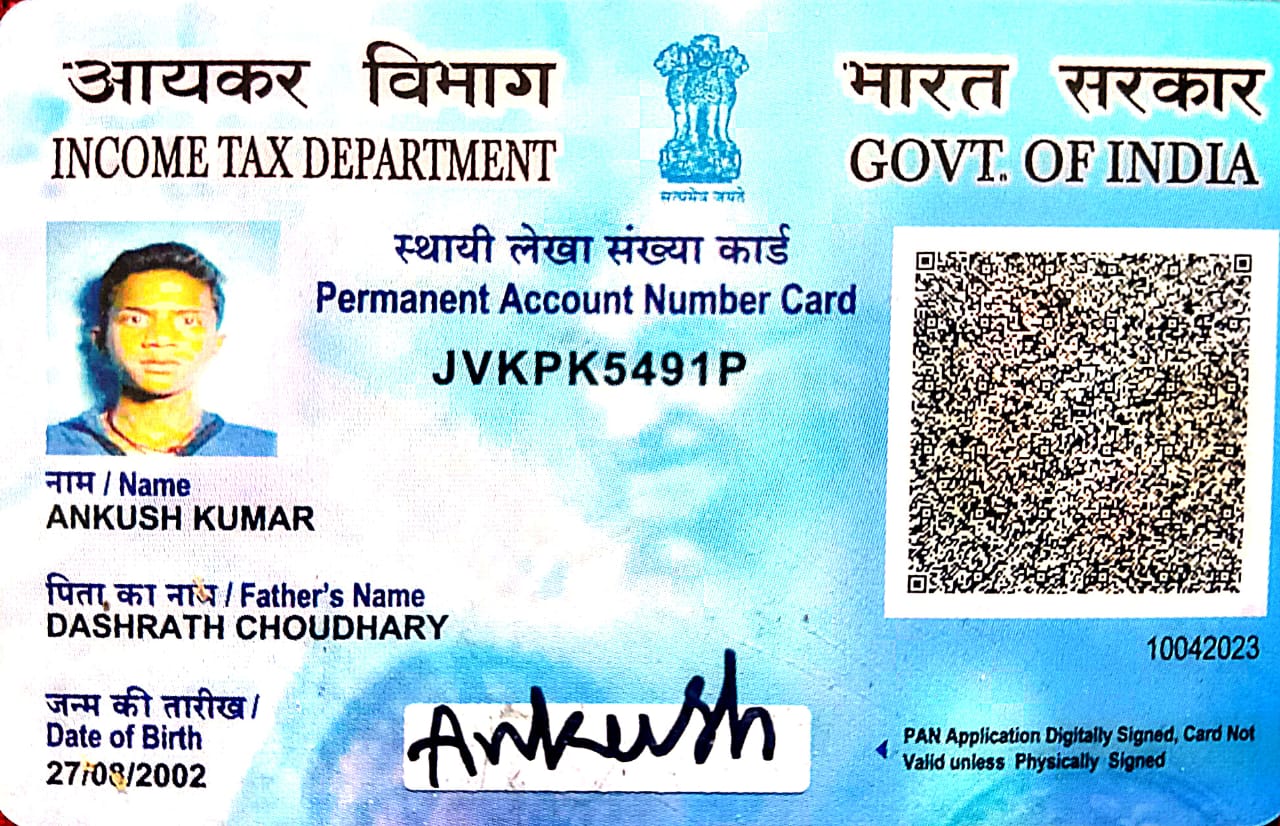 आयकर विभाग
INCOME TAX DEPARTMENT
सत्यमेव जयते
भारत सरकार
GOVT. OF INDIA
स्थायी लेखा संख्या कार्ड
Permanent Account Number Card
JVKPK5491P
नाम / Name
ANKUSH KUMAR
पिता का नाम / Father's Name
DASHRATH CHOUDHARY
जन्म की तारीख /
Date of Birth
27/08/2002
Ankush
10042023
PAN Application Digitally Signed, Card Not
Valid unless Physically Signed